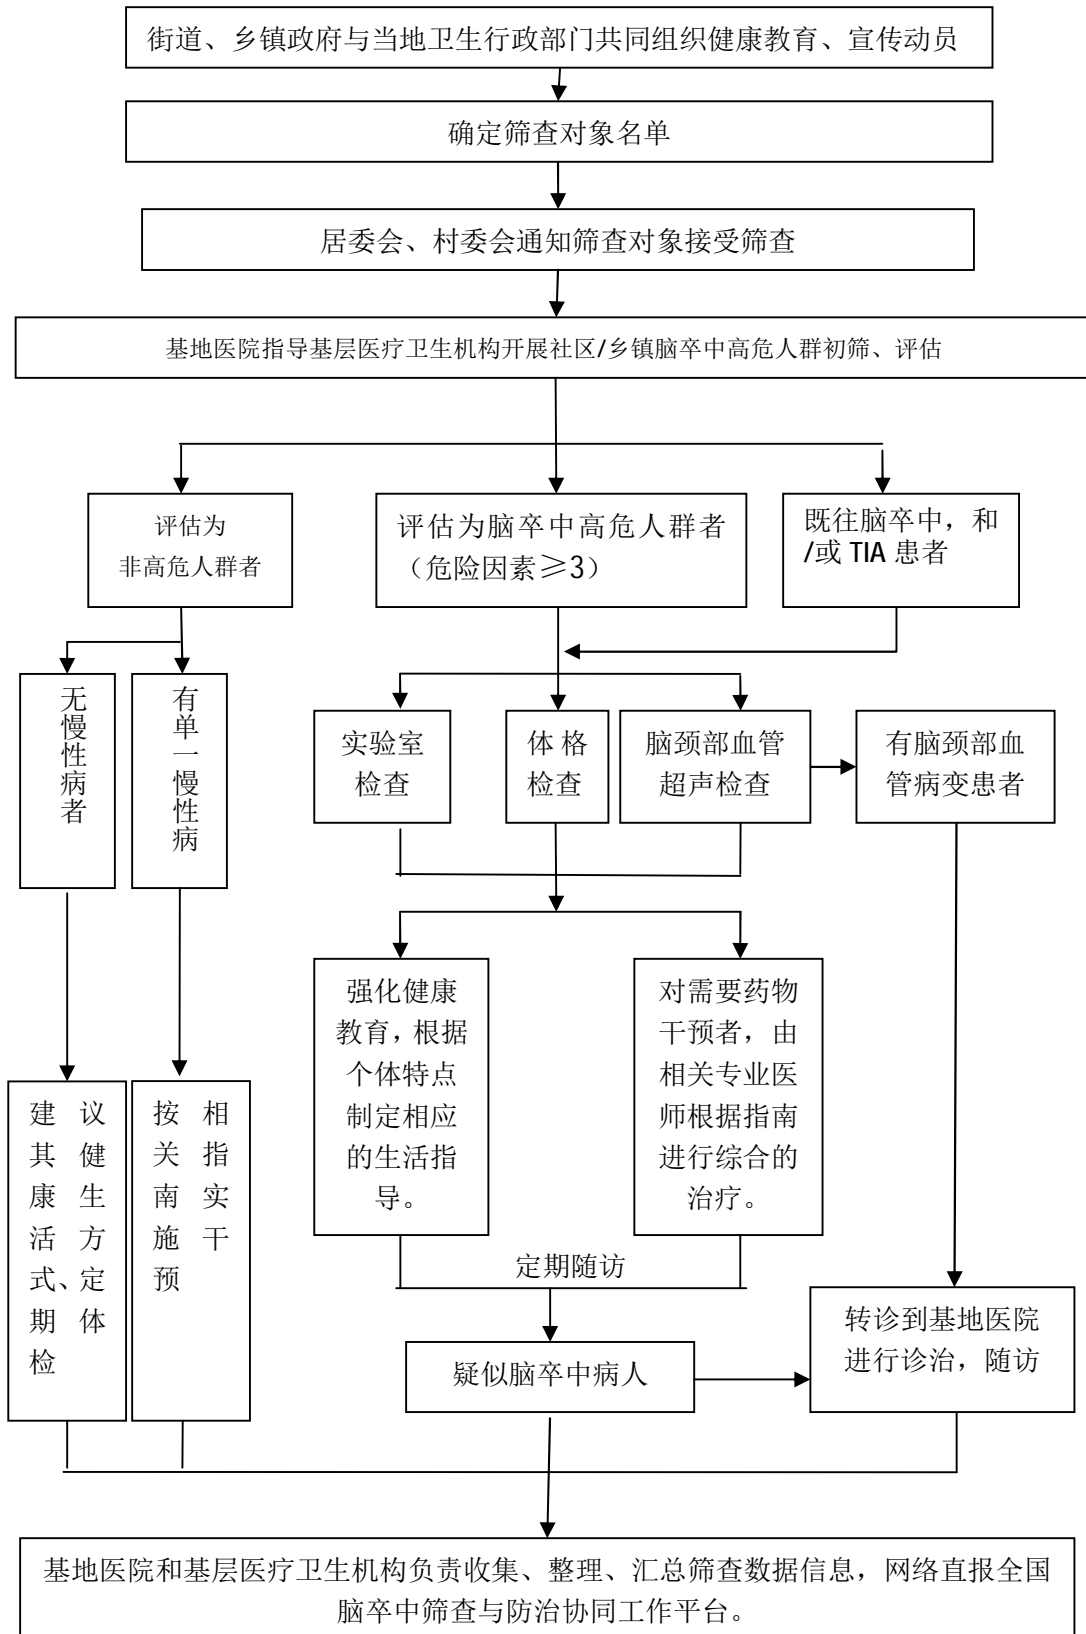 街道、乡镇政府与当地卫生行政部门共同组织健康教育、宣传动员
确定筛查对象名单
居委会、村委会通知筛查对象接受筛查
基地医院指导基层医疗卫生机构开展社区/乡镇脑卒中高危人群初筛、评估
评估为
非高危人群者
评估为脑卒中高危人群者
（危险因素≥3）
既往脑卒中，和
/或 TIA 患者
无慢性病者
有单一慢性病
实验室
检查
体 格
检查
脑颈部血管
超声检查
有脑颈部血
管病变患者
强化健康
教育，根据
个体特点
制定相应
的生活指
导。
对需要药物
干预者，由
相关专业医
师根据指南
进行综合的
治疗。
建 议
其 健
康 生
活 方
式、定
期 体
检
按 相
关 指
南 实
施 干
预
定期随访
疑似脑卒中病人
转诊到基地医院
进行诊治，随访
基地医院和基层医疗卫生机构负责收集、整理、汇总筛查数据信息，网络直报全国
脑卒中筛查与防治协同工作平台。